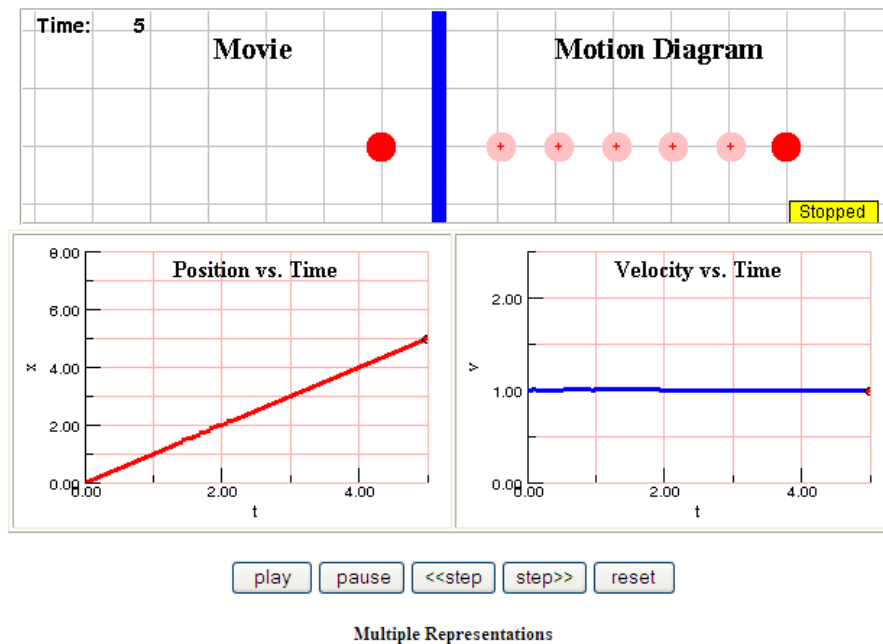 Time: 5
Movie
Motion Diagram
Stopped
Position vs. Time
8.00
6.00
4.00
2.00
0.00
x
0.00 2.00 4.00
t
Velocity vs. Time
2.00
1.00
0.00
v
0.00 2.00 4.00
t
play pause <<step step>> reset
Multiple Representations